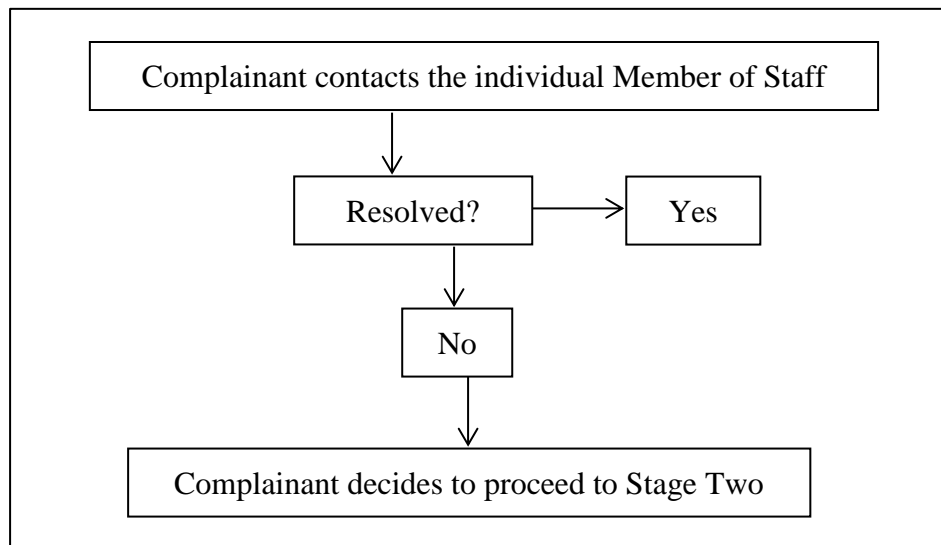 Complainant contacts the individual Member of Staff
Resolved?
Yes
No
Complainant decides to proceed to Stage Two